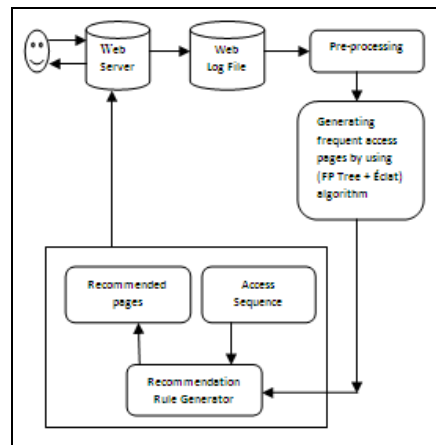 Web
Server
Web
Log File
Pre-processing
Generating
frequent access
pages by using
(FP Tree + Éclat)
algorithm
Recommended
pages
Access
Sequence
Recommendation
Rule Generator